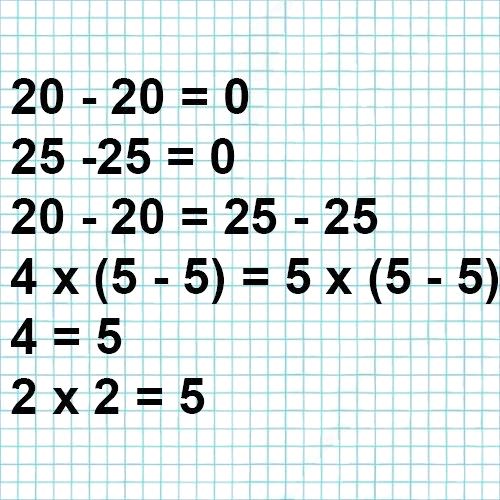 20 - 20 = 0
25 -25 = 0
20 - 20 = 25 - 25
4 x (5 - 5) = 5 x (5 - 5)
4 = 5
2 x 2 = 5